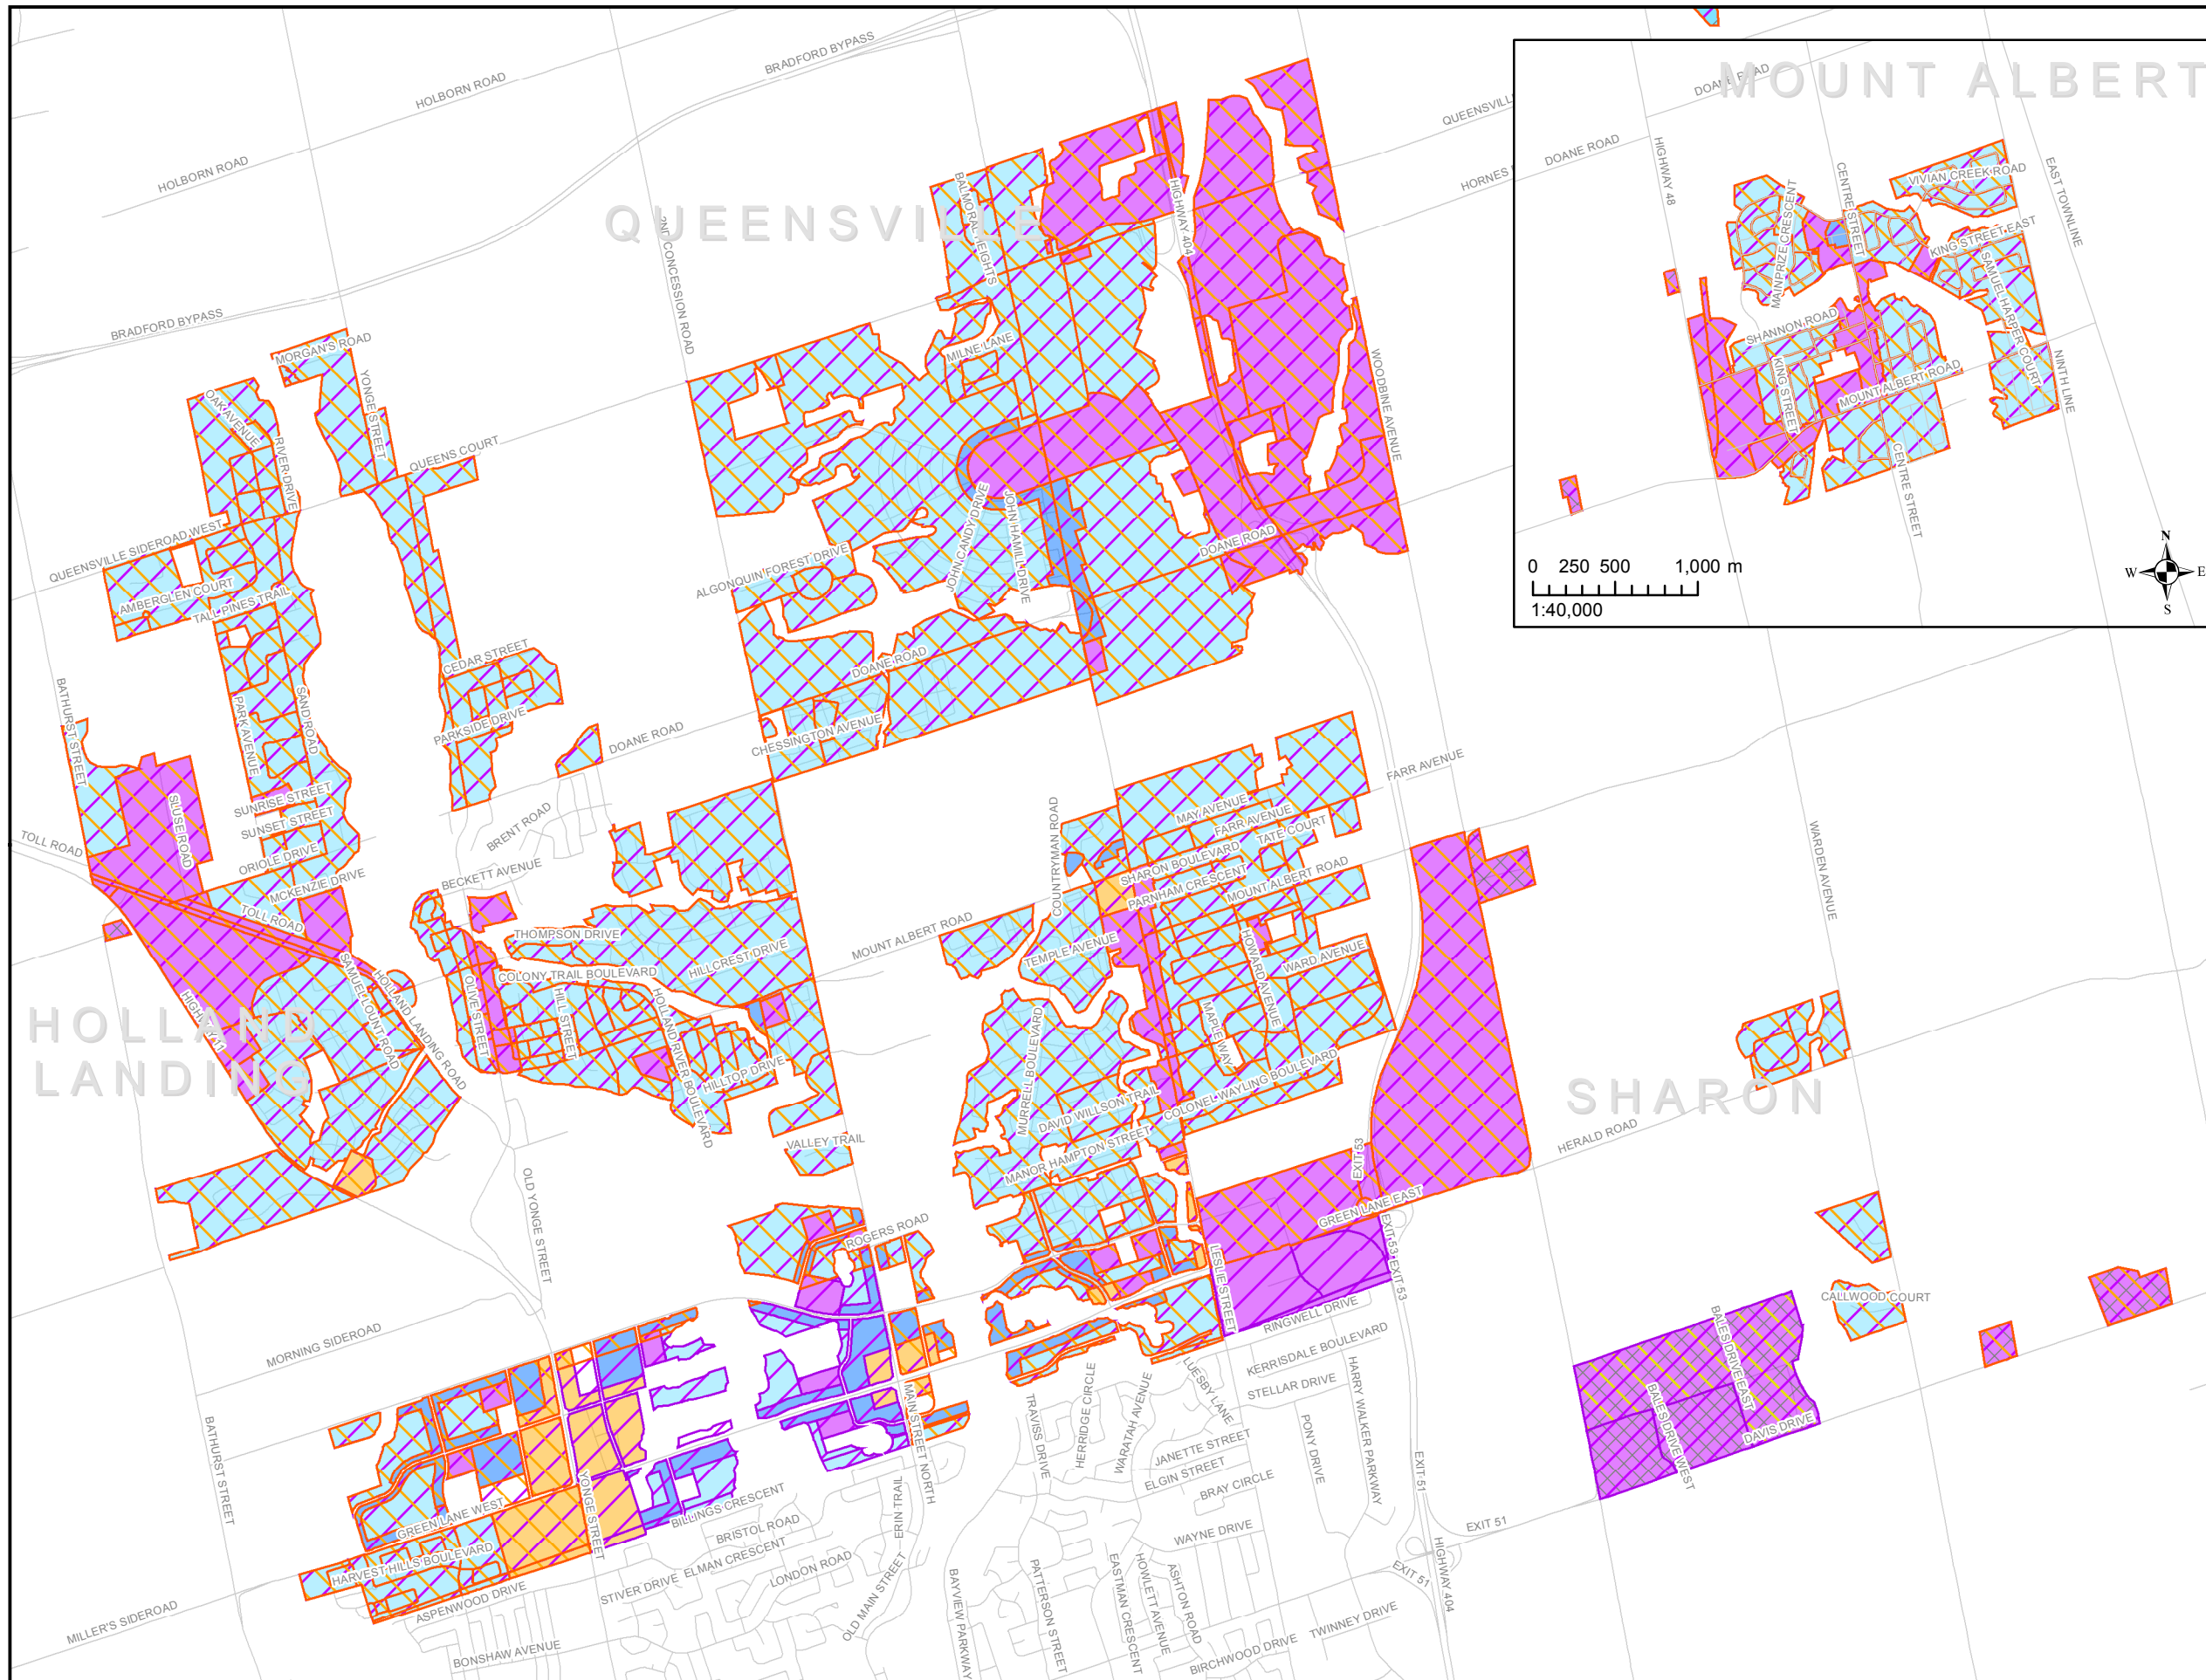 BRADFORD BYPASS
HOLBORN ROAD
HOLBORN ROAD
BRADFORD BYPASS
QUEENSVILLE
2ND CONCESSION ROAD
BALMORAL HEIGHTS
HIGHWAY 404
QUEENSVILL
HORNES
MOUNT ALBERT
DOANE ROAD
DOANE ROAD
HIGHWAY 48
CENTRE STREET
VIVIAN CREEK ROAD
EAST TOWNLINE
MAINPRIZE CRESCENT
KING STREET EAST
SAMUEL HARPER COURT
SHANNON ROAD
KING STREET
MOUNT ALBERT ROAD
NINTH LINE
CENTRE STREET
0 250 500 1,000 m
1:40,000
N
W E
S
MORGAN'S ROAD
YONGE STREET
OAK AVENUE
RIVER DRIVE
QUEENS COURT
QUEENSVILLE SIDEROAD WEST
AMBERGLEN COURT
TALL PINES TRAIL
MILNE LANE
WOODBINE AVENUE
JOHN CANDY DRIVE
JOHN HAMIL DRIVE
DOANE ROAD
ALGONQUIN FOREST DRIVE
DOANE ROAD
CHESSINGTON AVENUE
CEDAR STREET
PARKSIDE DRIVE
DOANE ROAD
BATHURST STREET
PARK AVENUE
SAND ROAD
SUNRISE STREET
SUNSET STREET
ORIOLE DRIVE
MCKENZIE DRIVE
SLUSE ROAD
TOLL ROAD
TOLL ROAD
BRENT ROAD
BECKETT AVENUE
THOMPSON DRIVE
COLONY TRAIL BOULEVARD
HILLCREST DRIVE
OLIVE STREET
HILL STREET
HOLLAND RIVER BOULEVARD
HILLTOP DRIVE
HOLLAND
LANDING
HIGHWAY 11
SAMUEL LOUNT ROAD
HOLLAND LANDING ROAD
MOUNT ALBERT ROAD
COUNTRYMAN ROAD
MAY AVENUE
FARR AVENUE
FARR AVENUE
TATE COURT
SHARON BOULEVARD
PARNHAM CRESCENT
MOUNT ALBERT ROAD
TEMPLE AVENUE
HOWARD AVENUE
WARD AVENUE
MAPLE WAY
MURRELL BOULEVARD
DAVID WILLSON TRAIL
COLONEL WAYLING BOULEVARD
MANOR HAMPTON STREET
WARDEN AVENUE
SHARON
HERALD ROAD
VALLEY TRAIL
OLD YONGE STREET
ROGERS ROAD
EXIT 53
GREEN LANE EAST
EXIT 53
EXIT 53
LESLIE STREET
RINGWELL DRIVE
KERRISDALE BOULEVARD
STELLAR DRIVE
LUESBY LANE
HARRY WALKER PARKWAY
PONY DRIVE
CALLWOOD COURT
BALES DRIVE EAST
BALES DRIVE WEST
DAVIS DRIVE
MORNING SIDEROAD
BATHURST STREET
MAIN STREET NORTH
TRAVISS DRIVE
HERRIDGE CIRCLE
WARATAH AVENUE
JANETTE STREET
ELGIN STREET
BRAY CIRCLE
WAYNE DRIVE
GREEN LANE WEST
HARVEST HILLS BOULEVARD
YONGE STREET
BILLINGS CRESCENT
BRISTOL ROAD
ERIN TRAIL
ELMAN CRESCENT
STIVER DRIVE
LONDON ROAD
OLD MAIN STREET
ASPENWOOD DRIVE
MILLER'S SIDEROAD
BONSHAW AVENUE
BAYVIEW PARKWAY
PATTERSON STREET
EASTMAN CRESCENT
HOWLETT AVENUE
ASHTON ROAD
BIRCHWOOD DRIVE
TWINNEY DRIVE
EXIT 51
EXIT 51
EXIT 51
HIGHWAY 404